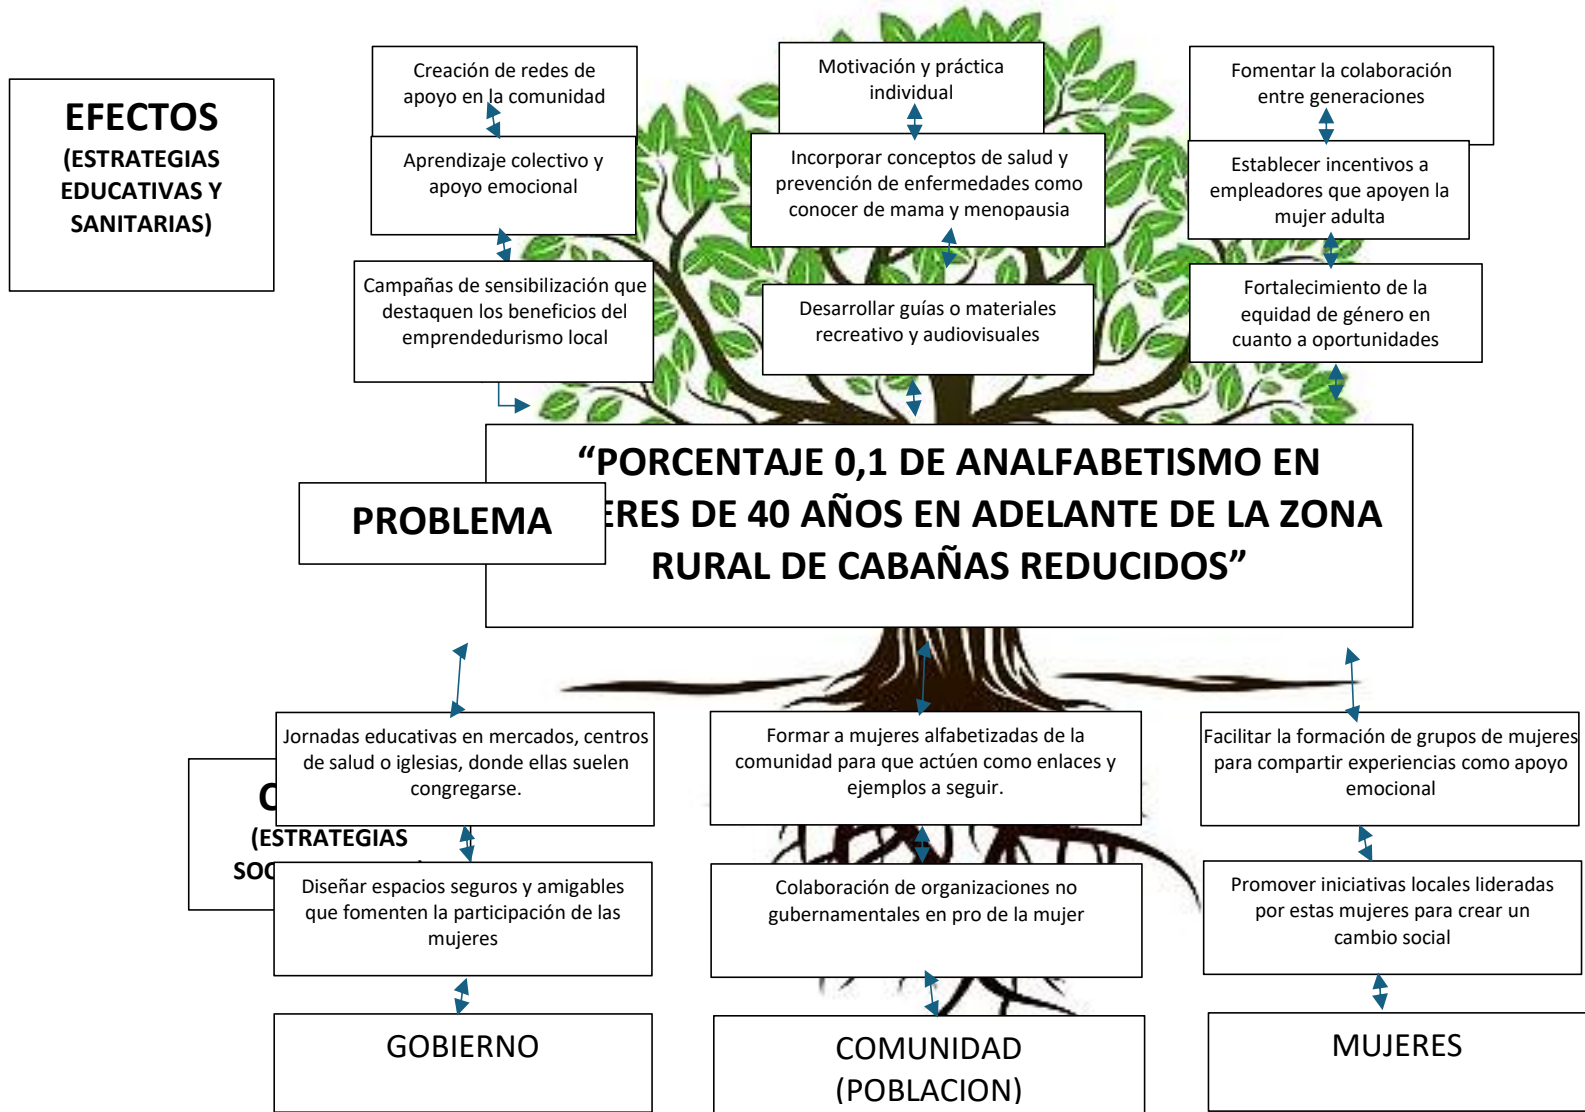 EFECTOS
(ESTRATEGIAS
EDUCATIVAS Y
SANITARIAS)
Creación de redes de
apoyo en la comunidad
Aprendizaje colectivo y
apoyo emocional
Campañas de sensibilización que
destaquen los beneficios del
emprendedurismo local
Motivación y práctica
individual
Incorporar conceptos de salud y
prevención de enfermedades como
conocer de mama y menopausia
Desarrollar guías o materiales
recreativo y audiovisuales
Fomentar la colaboración
entre generaciones
Establecer incentivos a
empleadores que apoyen la
mujer adulta
Fortalecimiento de la
equidad de género en
cuanto a oportunidades
PROBLEMA
“PORCENTAJE 0,1 DE ANALFABETISMO EN
ERES DE 40 AÑOS EN ADELANTE DE LA ZONA
RURAL DE CABAÑAS REDUCIDOS”
(ESTRATEGIAS
Jornadas educativas en mercados, centros
de salud o iglesias, donde ellas suelen
congregarse.
Diseñar espacios seguros y amigables
que fomenten la participación de las
mujeres
GOBIERNO
Formar a mujeres alfabetizadas de la
comunidad para que actúen como enlaces y
ejemplos a seguir.
Colaboración de organizaciones no
gubernamentales en pro de la mujer
COMUNIDAD
(POBLACION)
Facilitar la formación de grupos de mujeres
para compartir experiencias como apoyo
emocional
Promover iniciativas locales lideradas
por estas mujeres para crear un
cambio social
MUJERES